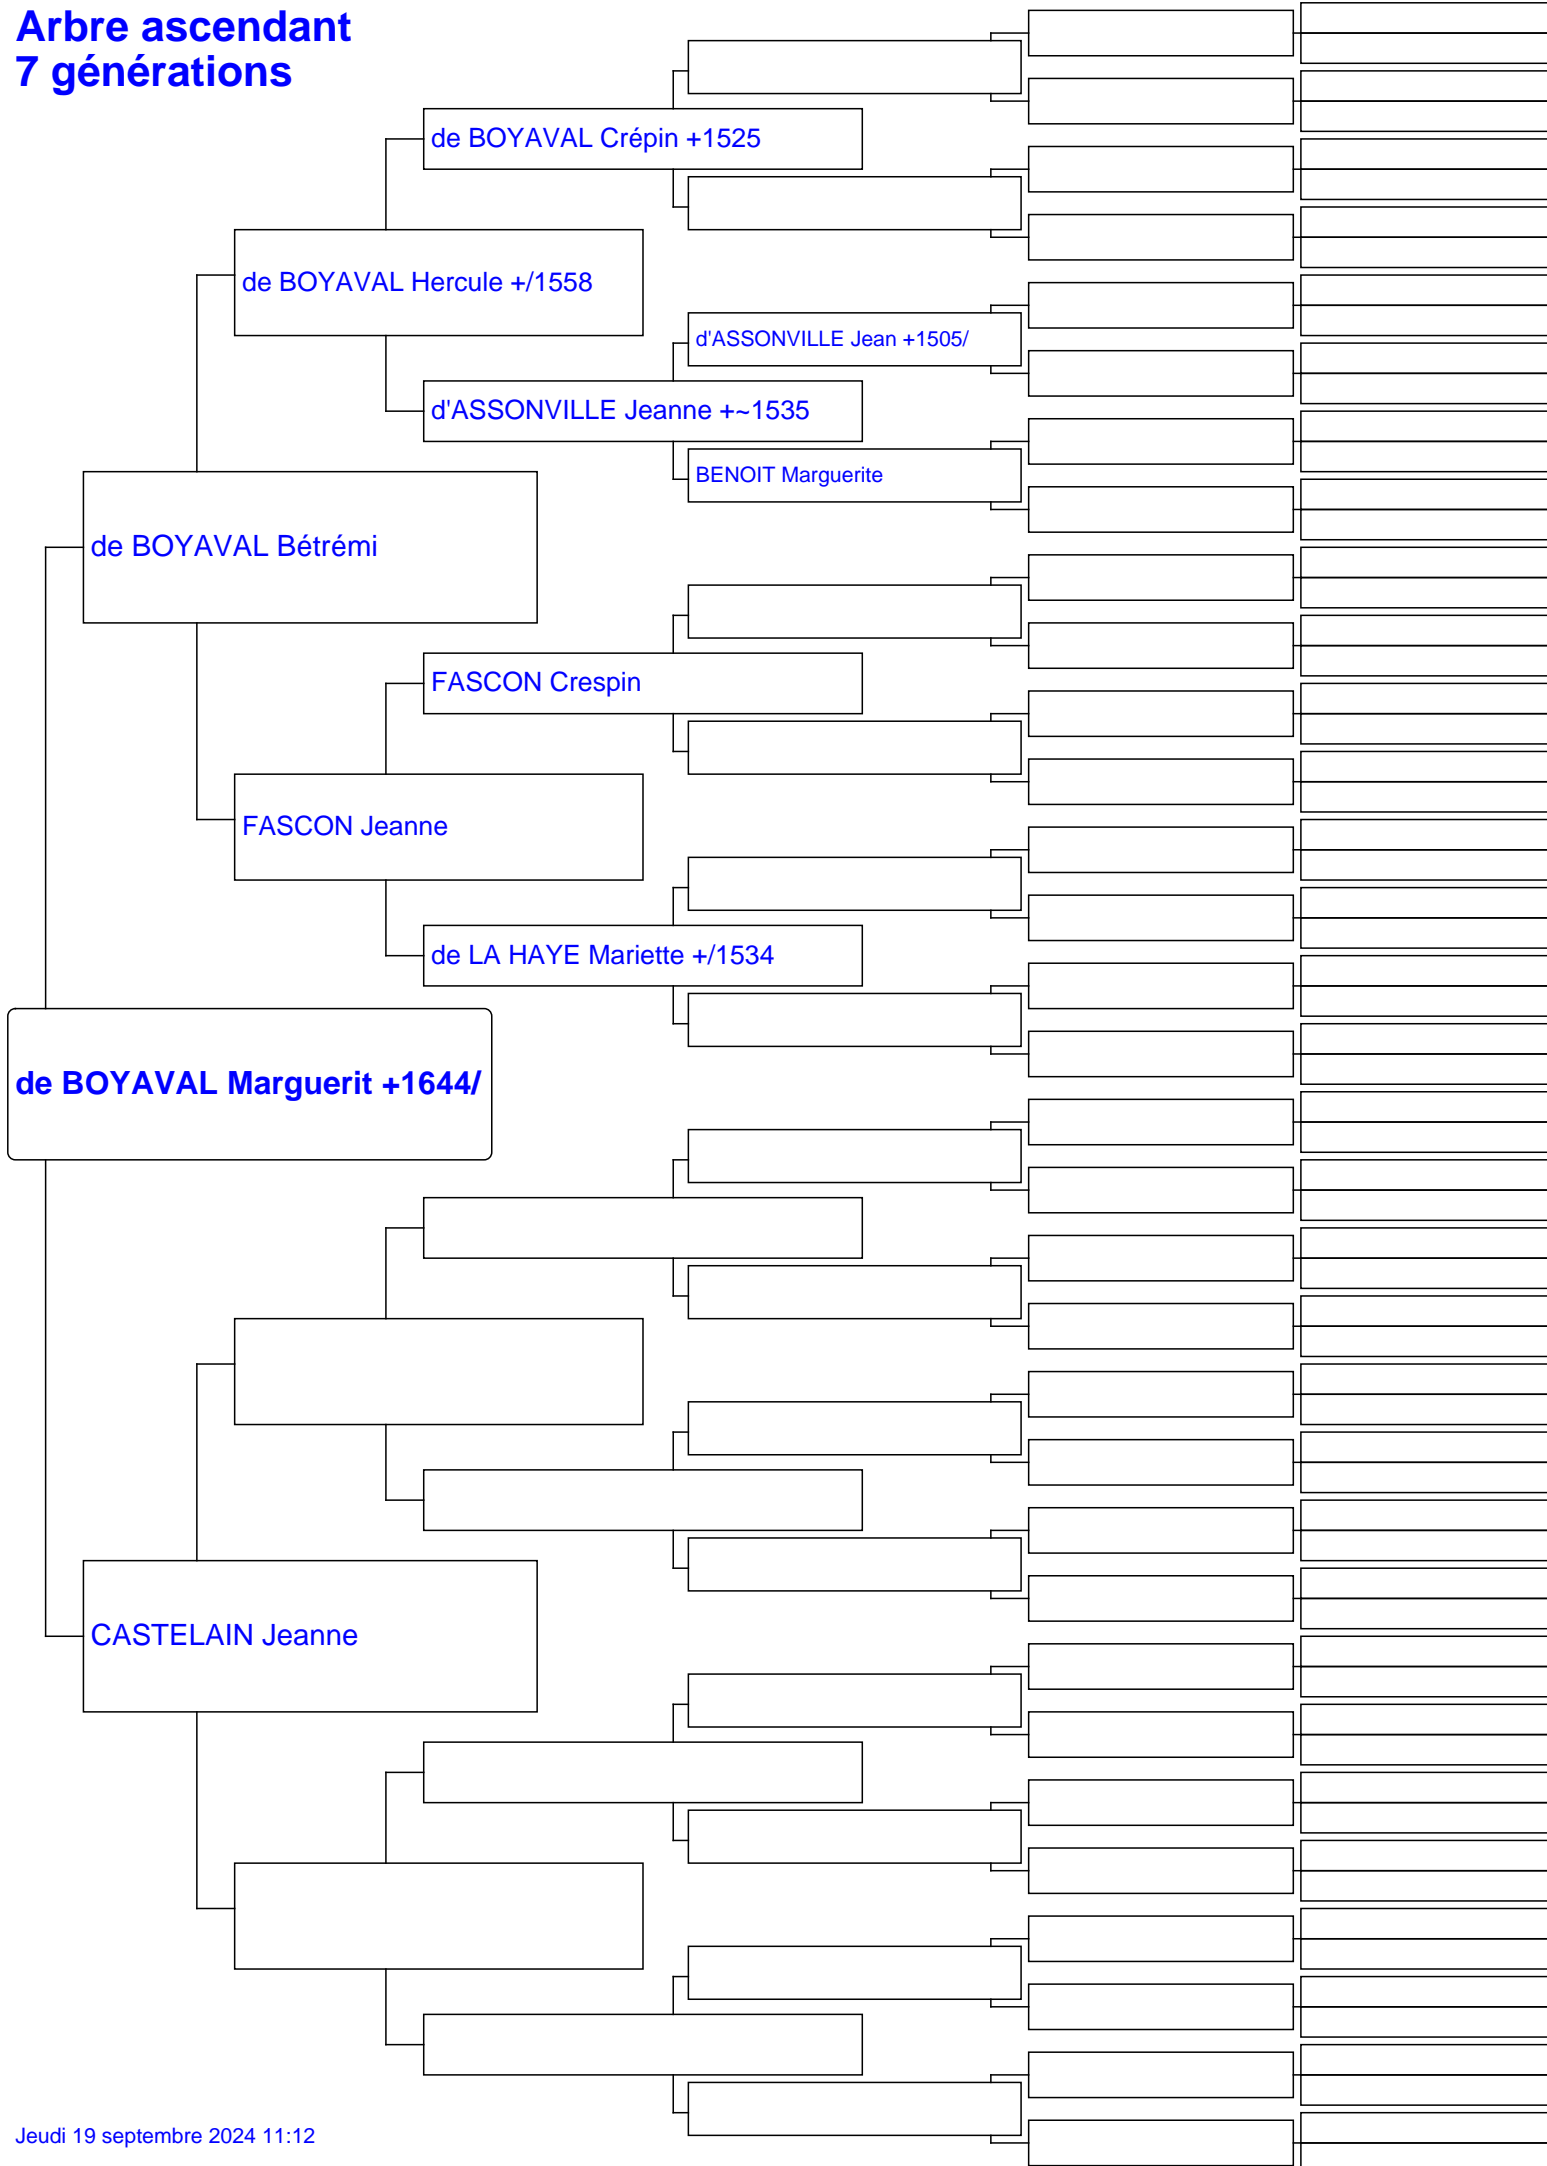 Arbre ascendant
7 générations
de BOYAVAL Crépin +1525
de BOYAVAL Hercule +/1558
d'ASSONVILLE Jean +1505/
d'ASSONVILLE Jeanne +~1535
BENOIT Marguerite
de BOYAVAL Bétrémi
FASCON Crespin
FASCON Jeanne
de LA HAYE Mariette +/1534
de BOYAVAL Marguerit +1644/
CASTELAIN Jeanne
Jeudi 19 septembre 2024 11:12